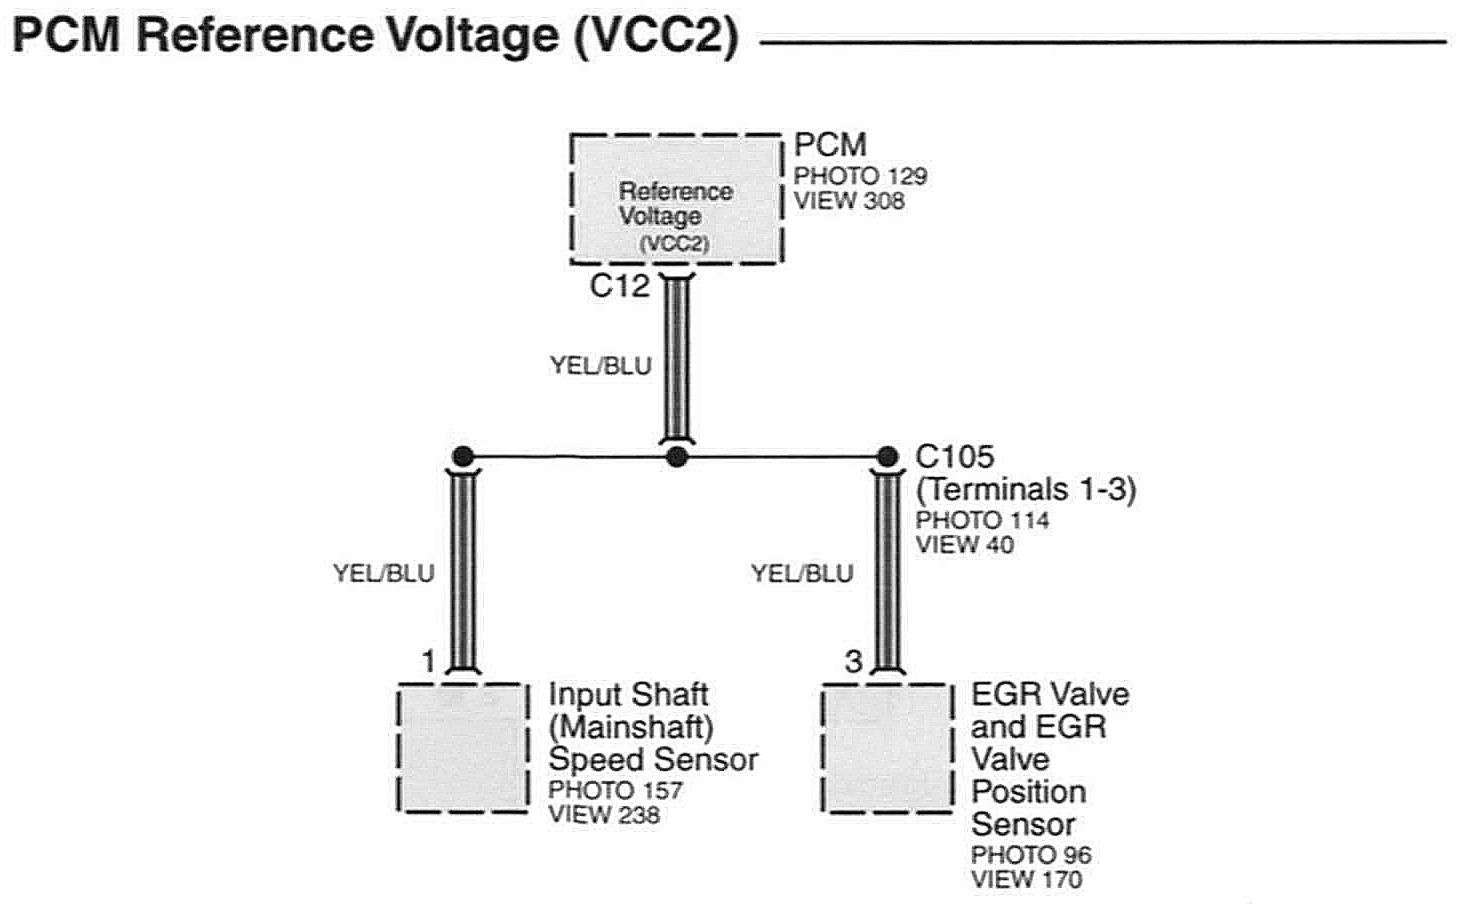 PCM Reference Voltage (VCC2)
PCM
PHOTO 129
VIEW 308
Reference
Voltage
(VCC2)
C12
YEL/BLU
C105
(Terminals 1-3)
PHOTO 114
VIEW 40
YEL/BLU
YEL/BLU
1
3
Input Shaft
(Mainshaft)
Speed Sensor
PHOTO 157
VIEW 238
EGR Valve
and EGR
Valve
Position
Sensor
PHOTO 96
VIEW 170